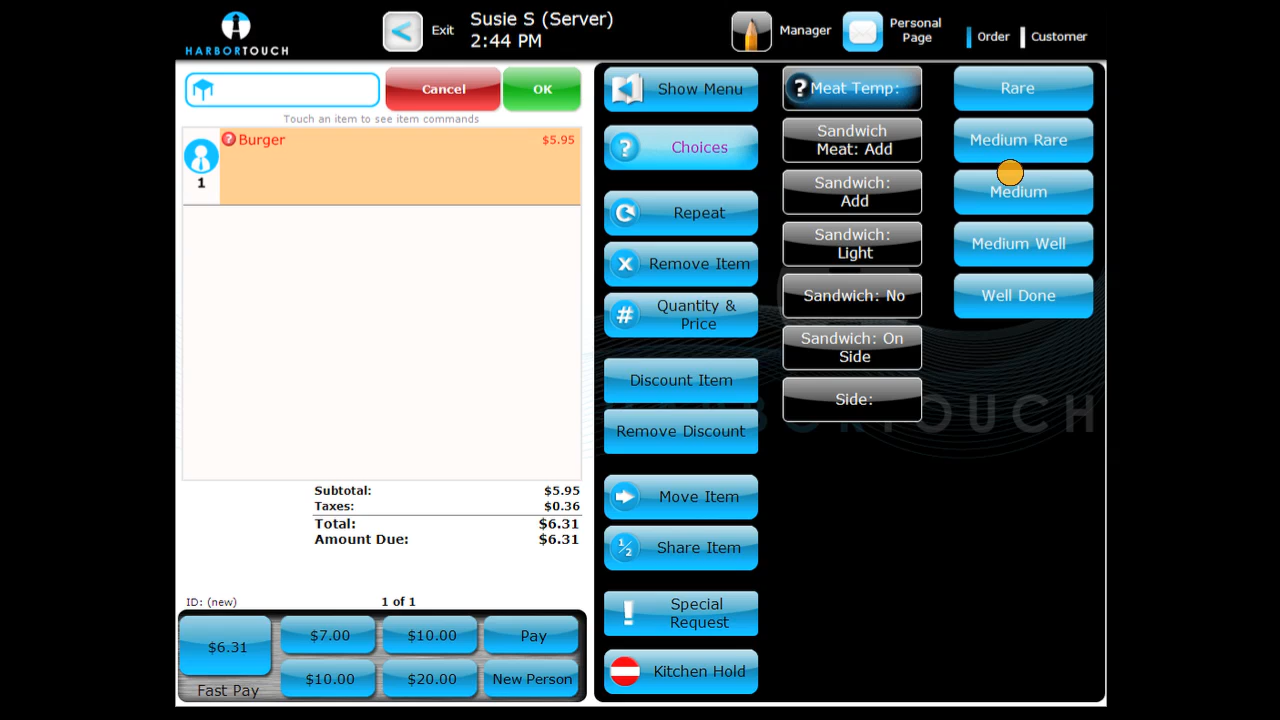 HARBORTOUCH
Exit
Susie S (Server)
2:44 PM
Manager
Personal
Page
Order
Customer
Cancel
OK
Touch an item to see item commands
1
Burger $5.95
Subtotal: $5.95
Taxes: $0.36
Total: $6.31
Amount Due: $6.31
ID: (new)
1 of 1
$6.31
Fast Pay
$7.00
$10.00
Pay
$10.00
$20.00
New Person
Show Menu
Choices
Repeat
Remove Item
Quantity &
Price
Discount Item
Remove Discount
Move Item
½ Share Item
Special
Request
Kitchen Hold
Meat Temp:
Sandwich
Meat: Add
Sandwich:
Add
Sandwich:
Light
Sandwich: No
Sandwich: On
Side
Side:
Rare
Medium Rare
Medium
Medium Well
Well Done